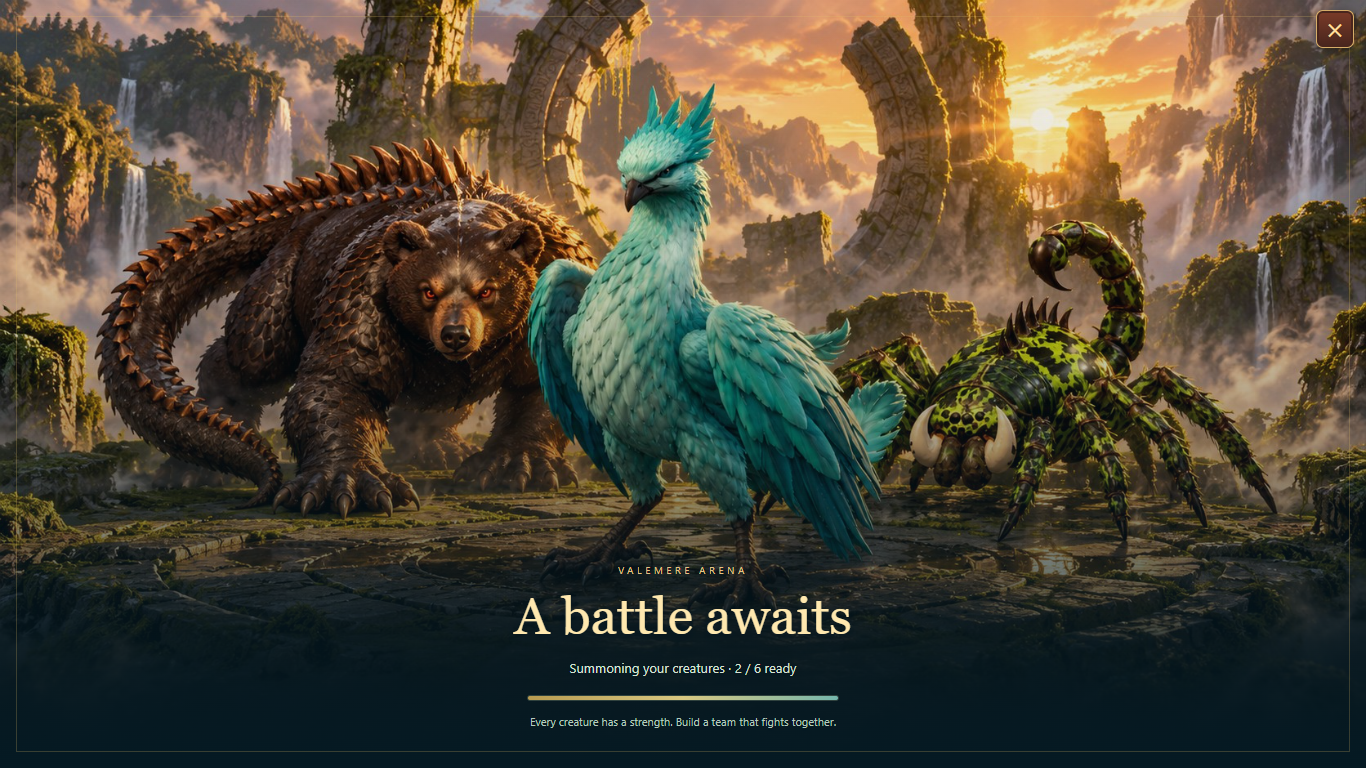 VALEMERE ARENA
A battle awaits
Summoning your creatures · 2 / 6 ready
Every creature has a strength. Build a team that fights together.